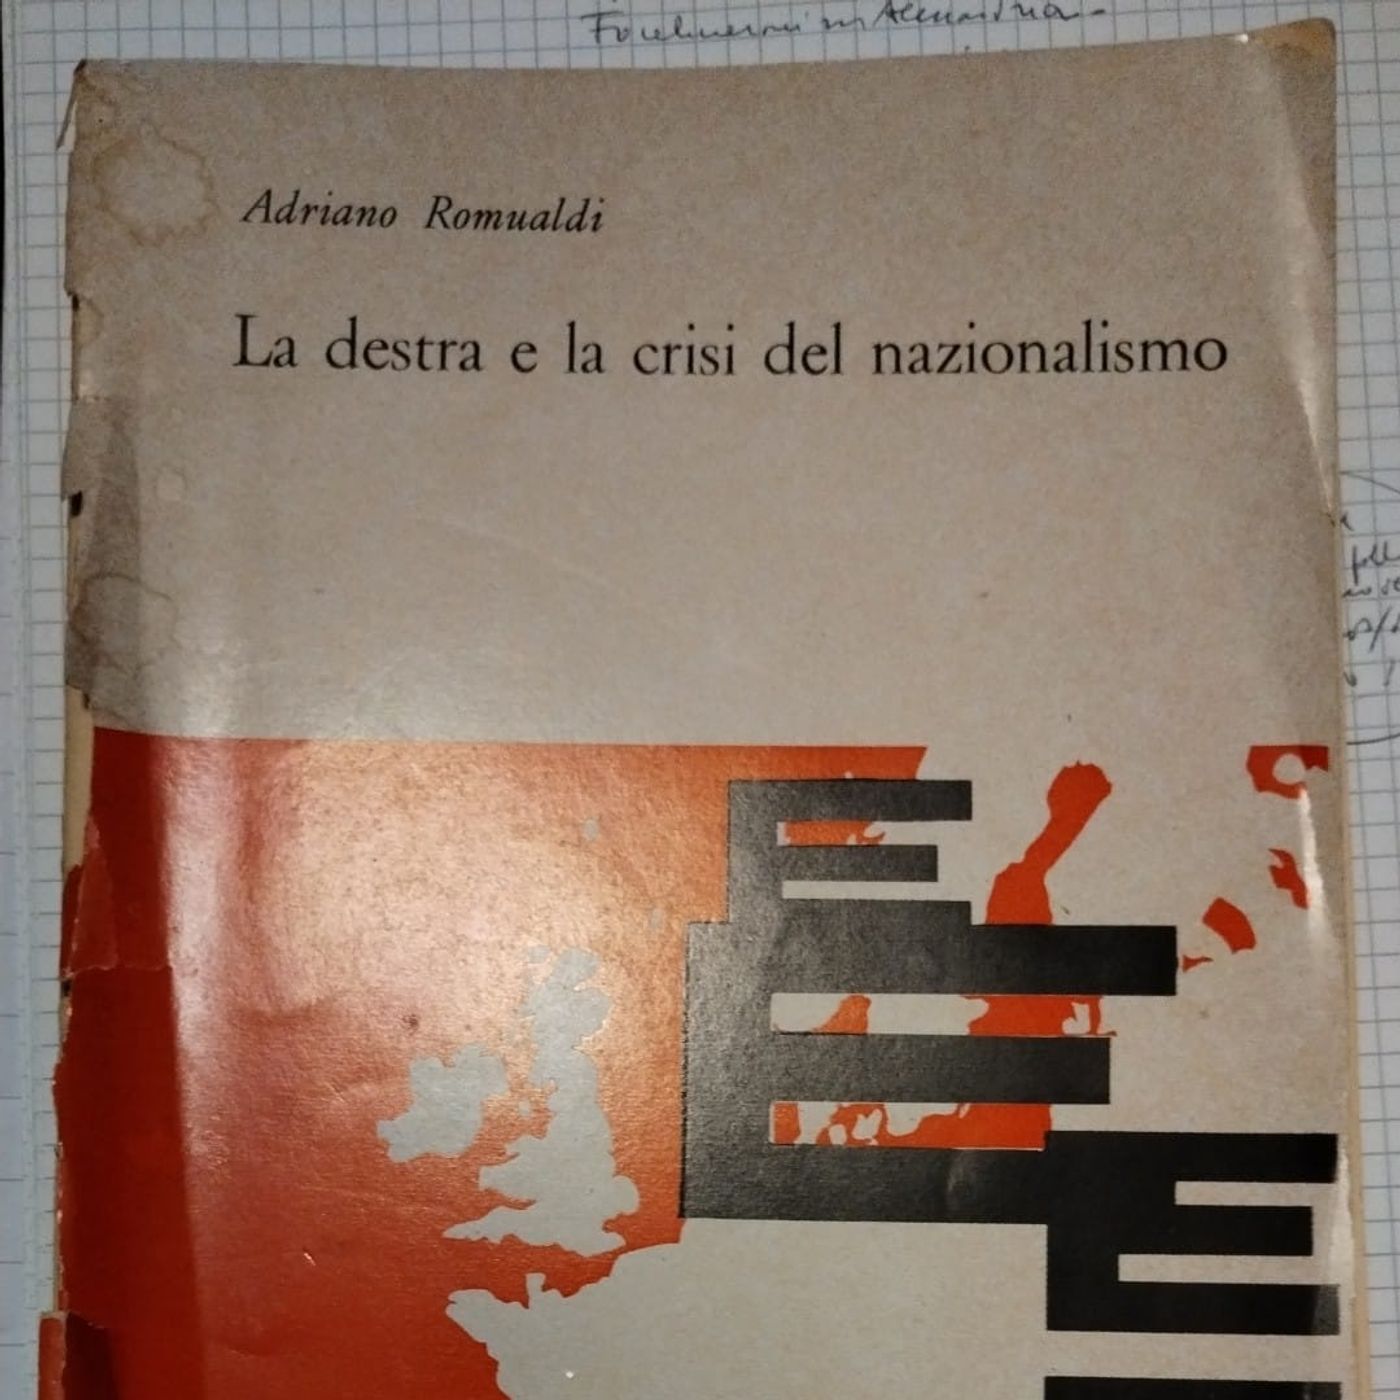 Adriano Romualdi
La destra e la crisi del nazionalismo